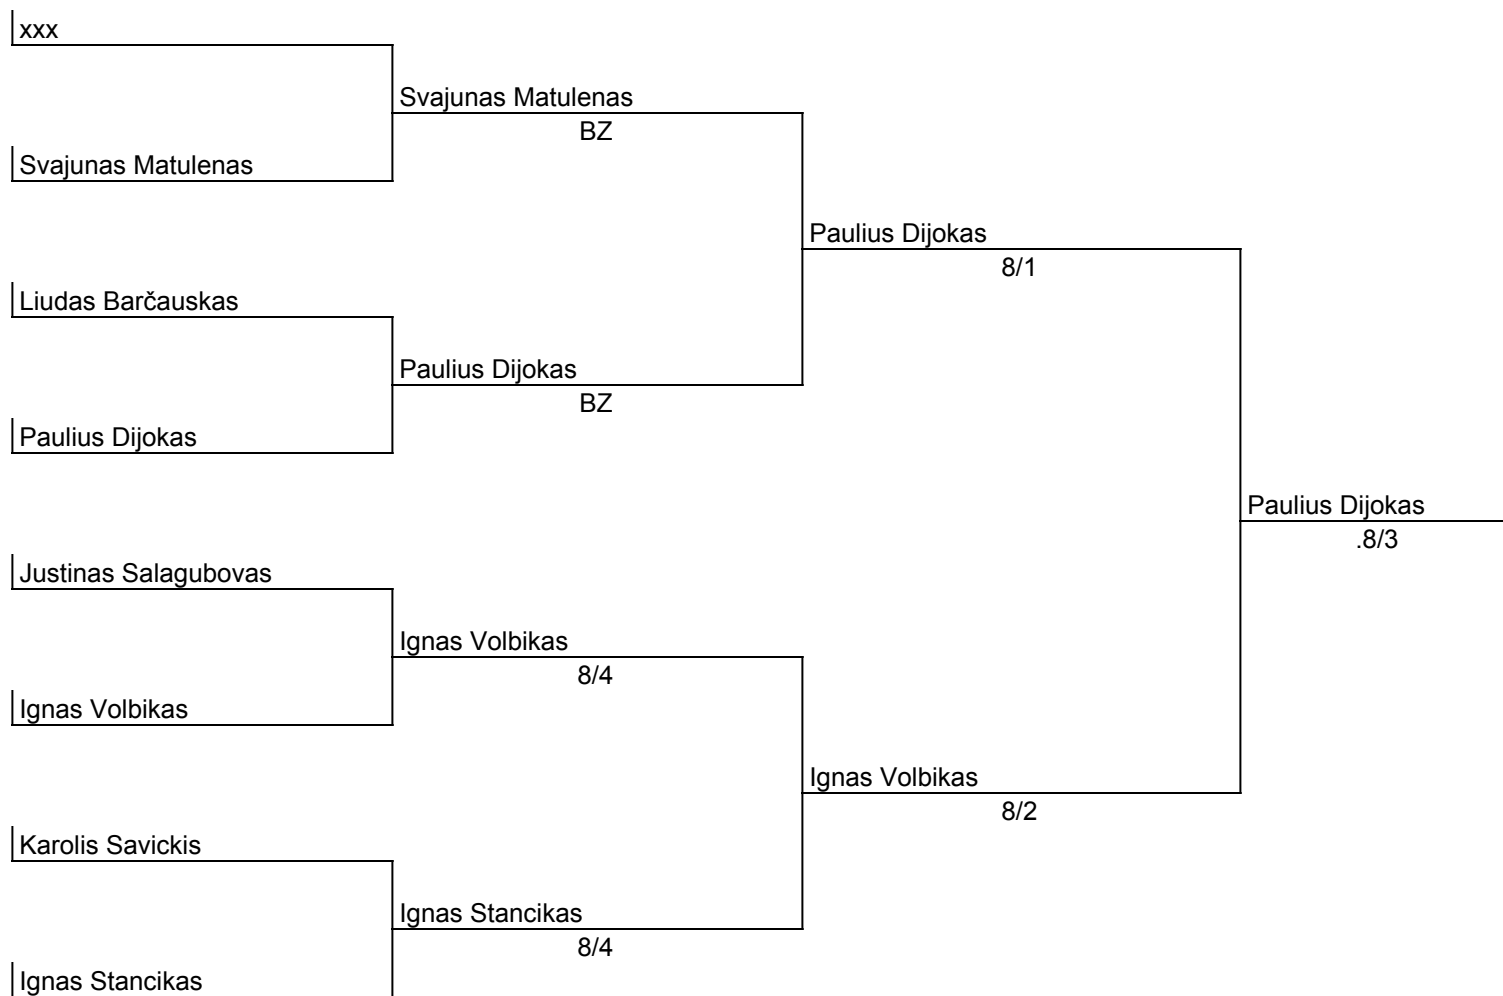 xxx
Svajunas Matulenas
BZ
Svajunas Matulenas
Paulius Dijokas
8/1
Liudas Barčauskas
Paulius Dijokas
BZ
Paulius Dijokas
Paulius Dijokas
.8/3
Justinas Salagubovas
Ignas Volbikas
8/4
Ignas Volbikas
Ignas Volbikas
8/2
Karolis Savickis
Ignas Stancikas
8/4
Ignas Stancikas